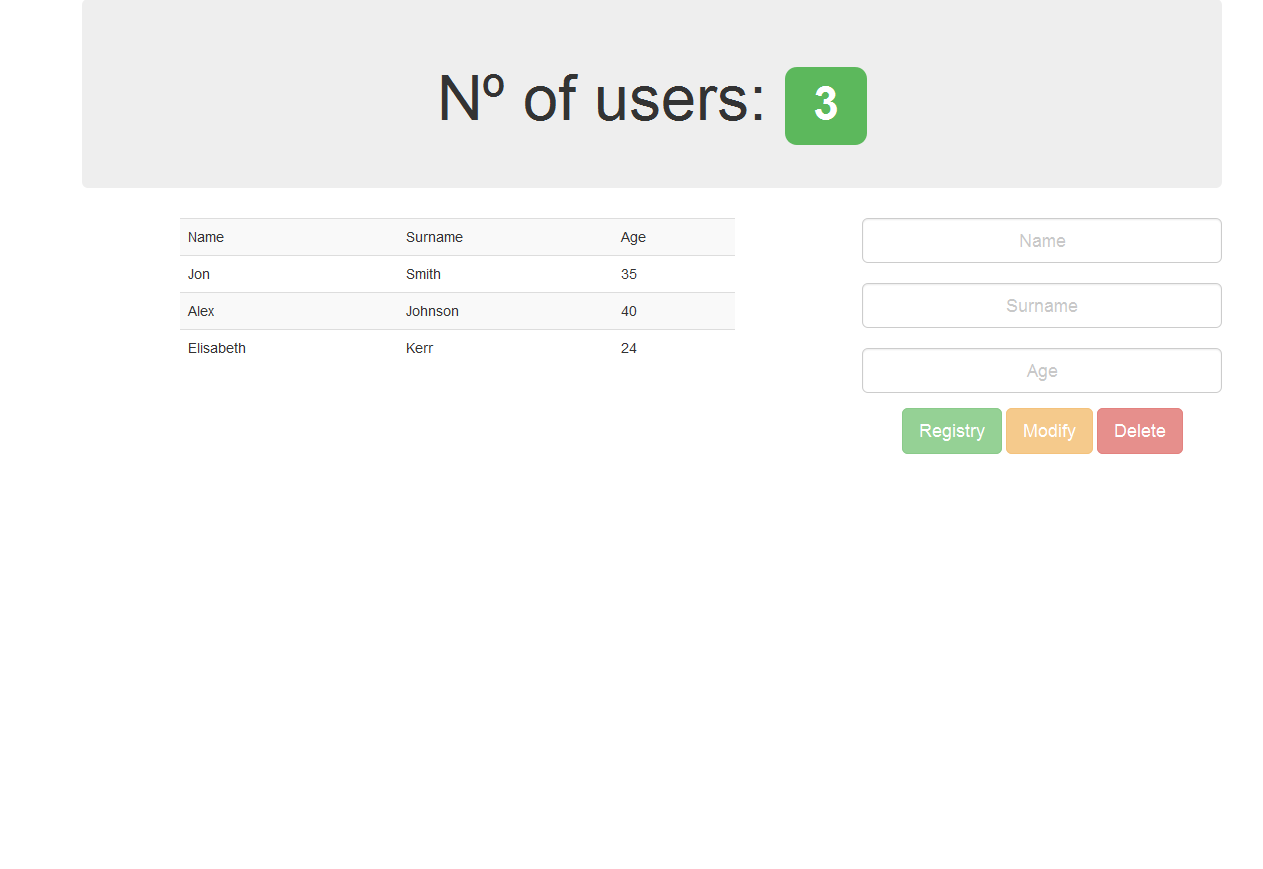 Nº of users: 3
Name Surname Age
Jon Smith 35
Alex Johnson 40
Elisabeth Kerr 24
Name
Surname
Age
Registry Modify Delete